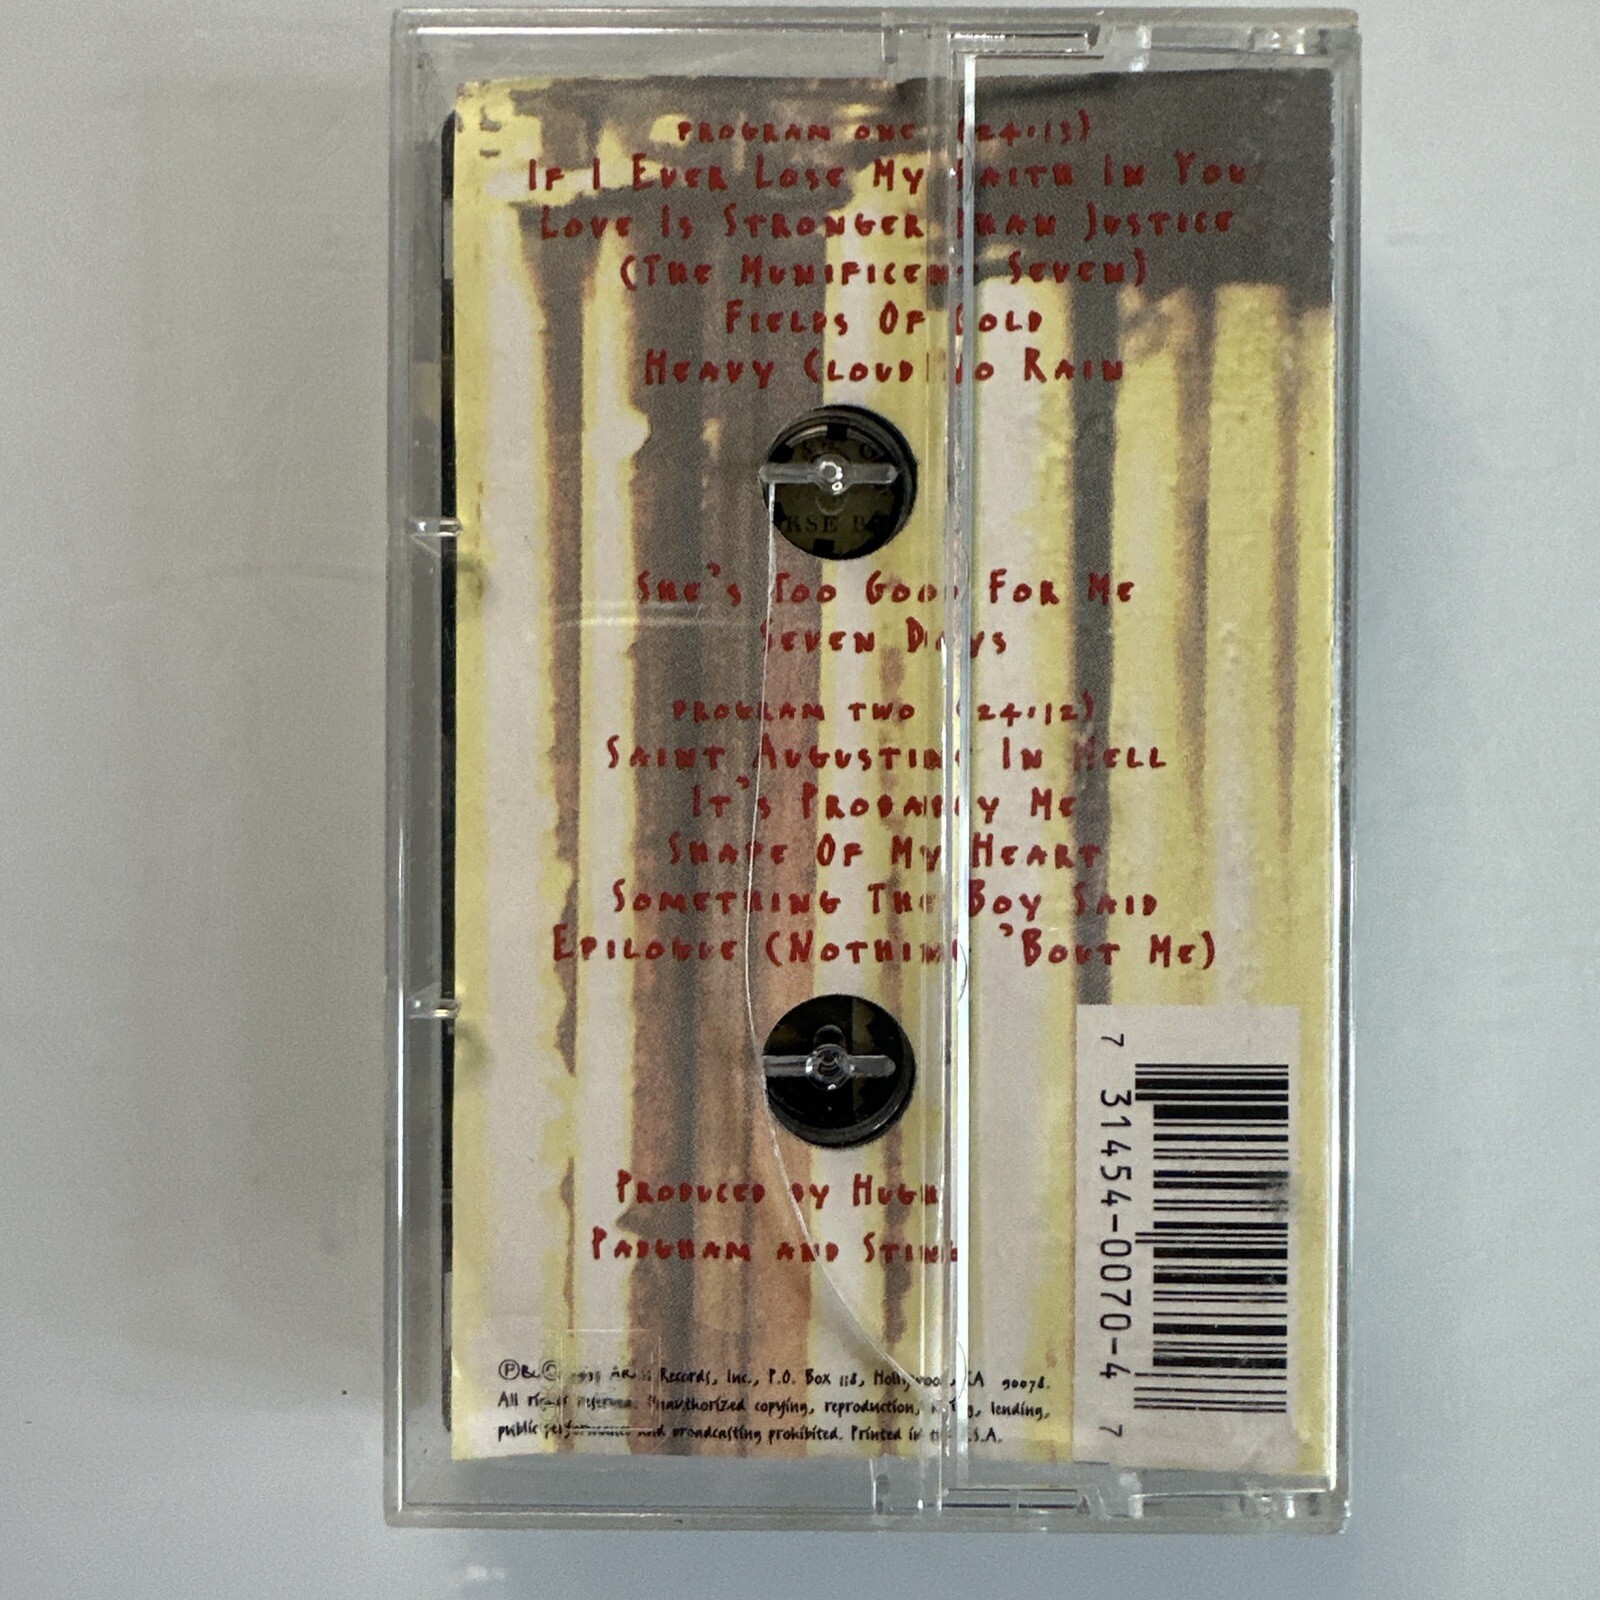 PROGRAM ONE (24:13)
If I Ever Lose My Faith In You
Love Is Stronger Than Justice
(The Munificent Seven)
Fields Of Gold
Heavy Cloud No Rain
KSE B
She's Too Good For Me
Seven Days
PROGRAM TWO (24:12)
Saint Augustine In Hell
It's Probably Me
Shape Of My Heart
Something The Boy Said
Epilogue (Nothing 'Bout Me)
Produced by Hugh
Padgham and Sting
Ⓟ&© Records, Inc., P.O. Box 118, Hollywood, CA 90078.
All rights reserved. Unauthorized copying, reproduction, lending,
public performance and broadcasting prohibited. Printed in the U.S.A.
7 31454-0070-4 7